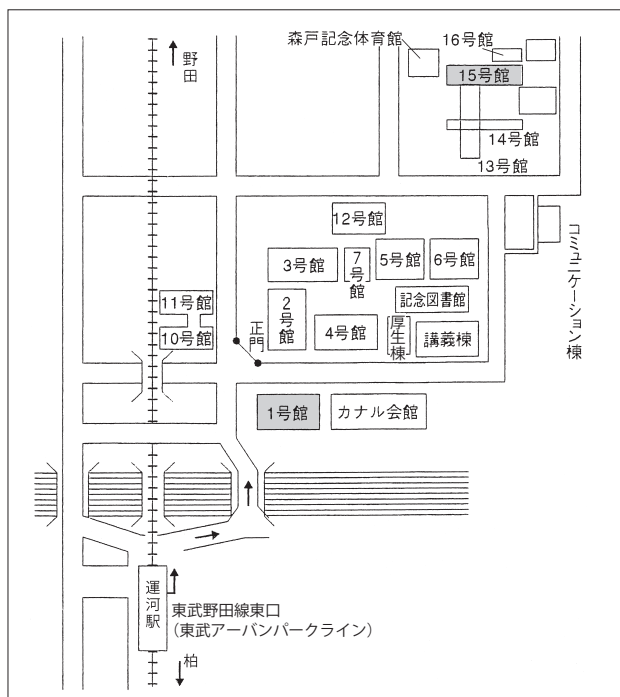 森戸記念体育館
16号館
野田
15号館
14号館
13号館
12号館
コミュニケーション棟
3号館
7号館
5号館
6号館
11号館
2号館
記念図書館
10号館
正門
4号館
厚生棟
講義棟
1号館
カナル会館
運河駅
東武野田線東口
（東武アーバンパークライン）
柏